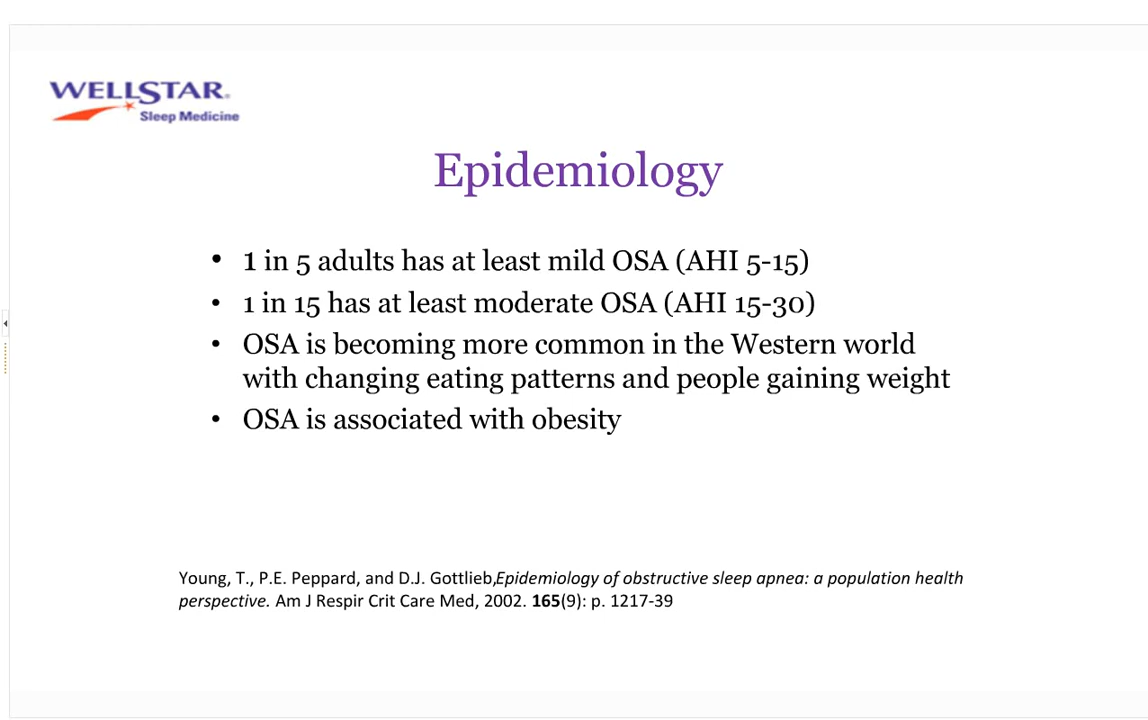 WELLSTAR®
Sleep Medicine
Epidemiology
• 1 in 5 adults has at least mild OSA (AHI 5-15)
• 1 in 15 has at least moderate OSA (AHI 15-30)
• OSA is becoming more common in the Western world
with changing eating patterns and people gaining weight
• OSA is associated with obesity
Young, T., P.E. Peppard, and D.J. Gottlieb,Epidemiology of obstructive sleep apnea: a population health
perspective. Am J Respir Crit Care Med, 2002. 165(9): p. 1217-39